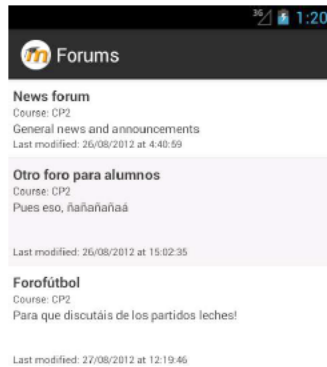 3G 1:20
Forums
News forum
Course: CP2
General news and announcements
Last modified: 26/08/2012 at 4:40:59
Otro foro para alumnos
Course: CP2
Pues eso, ñañañañaá
Last modified: 26/08/2012 at 15:02:35
Forofútbol
Course: CP2
Para que discutáis de los partidos leches!
Last modified: 27/08/2012 at 12:19:46